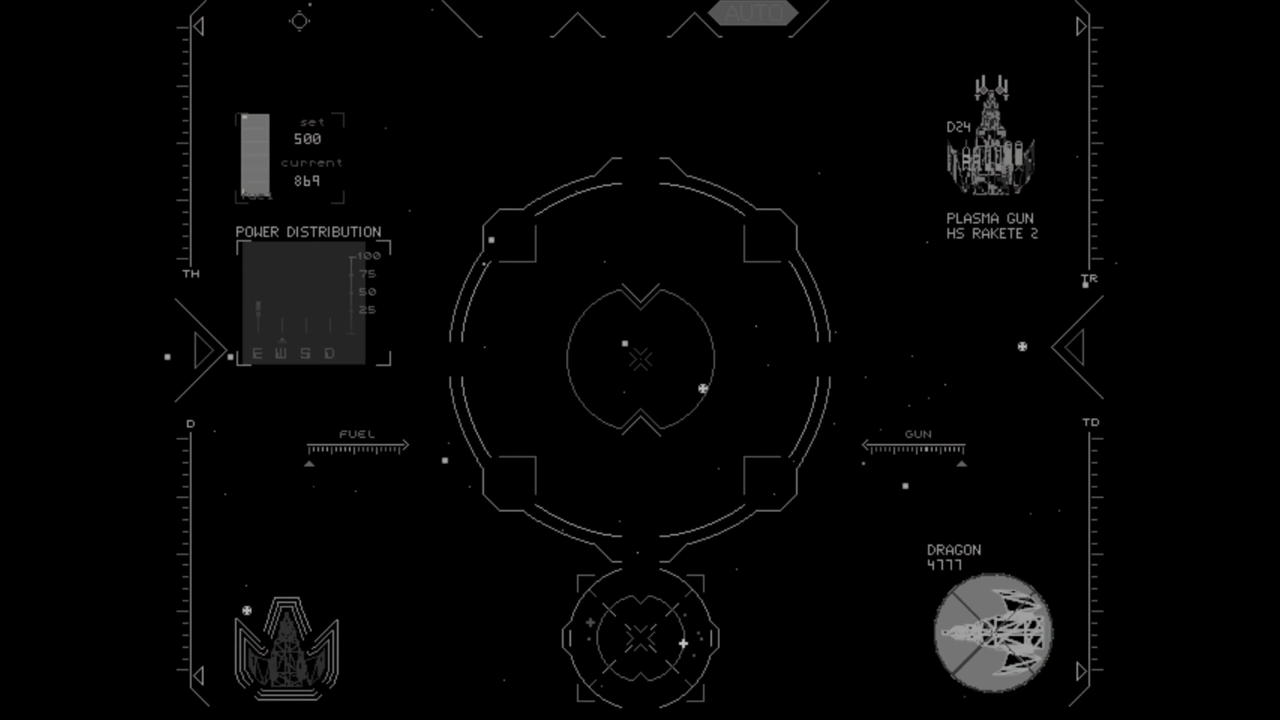 AUTO
set
500
D24
current
869
fuel
PLASMA GUN
HS RAKETE 2
POWER DISTRIBUTION
100
75
50
25
TH
TR
E W S D
D
TD
FUEL
GUN
DRAGON
4777